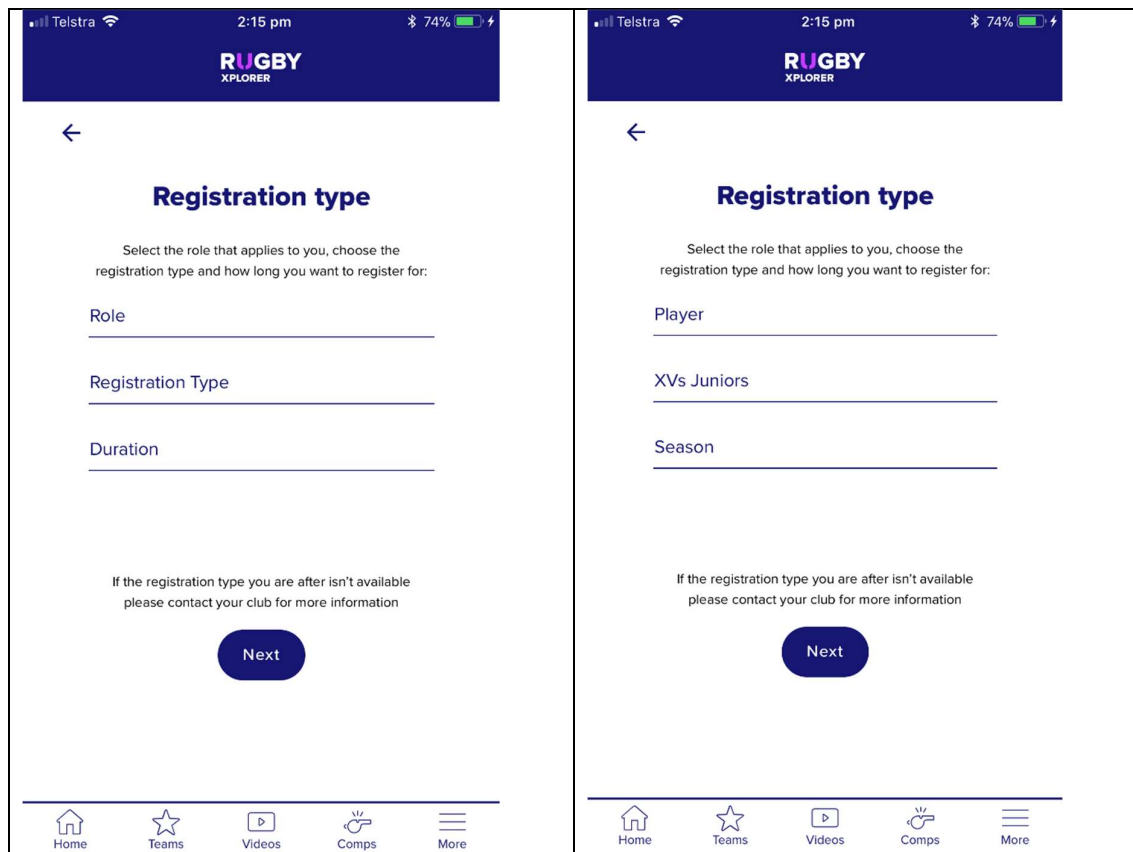 Telstra 2:15 pm 74%
RUGBY
XPLORER
Registration type
Select the role that applies to you, choose the
registration type and how long you want to register for:
Role
Registration Type
Duration
If the registration type you are after isn't available
please contact your club for more information
Next
Home Teams Videos Comps More
Telstra 2:15 pm 74%
RUGBY
XPLORER
Registration type
Select the role that applies to you, choose the
registration type and how long you want to register for:
Player
XVs Juniors
Season
If the registration type you are after isn't available
please contact your club for more information
Next
Home Teams Videos Comps More